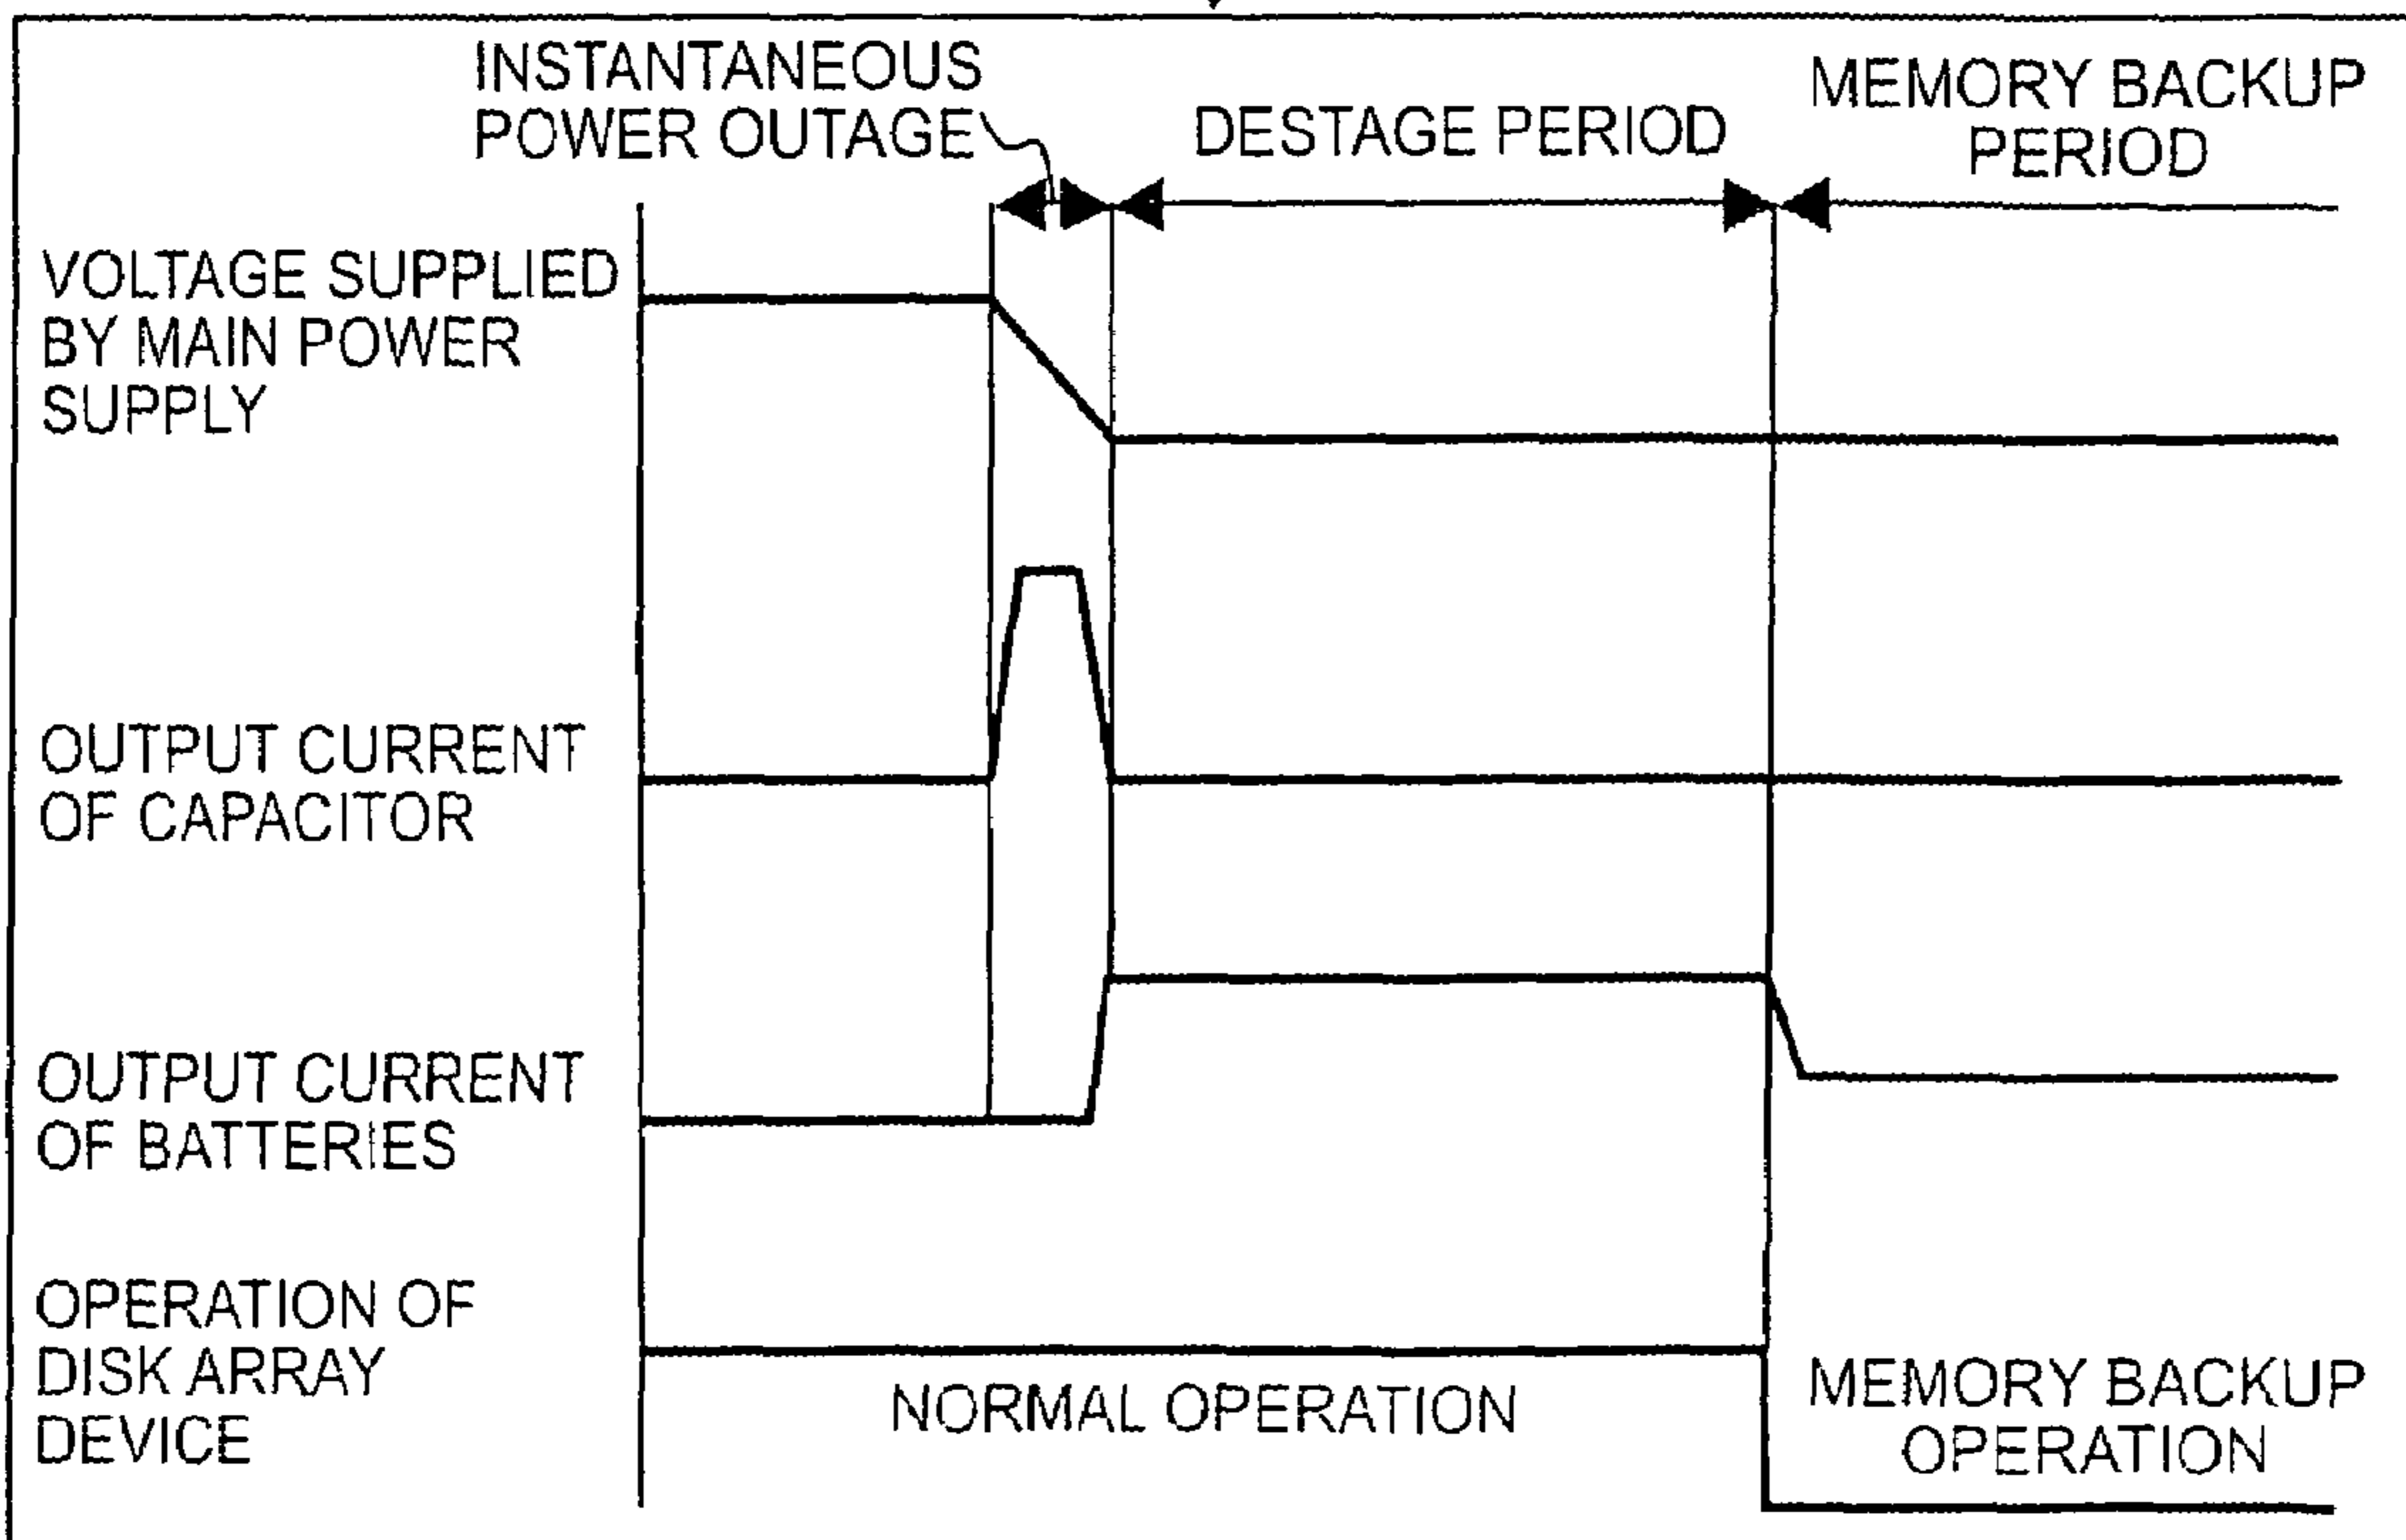 INSTANTANEOUS
POWER OUTAGE
DESTAGE PERIOD
MEMORY BACKUP
PERIOD
VOLTAGE SUPPLIED
BY MAIN POWER
SUPPLY
OUTPUT CURRENT
OF CAPACITOR
OUTPUT CURRENT
OF BATTERIES
OPERATION OF
DISK ARRAY
DEVICE
NORMAL OPERATION
MEMORY BACKUP
OPERATION